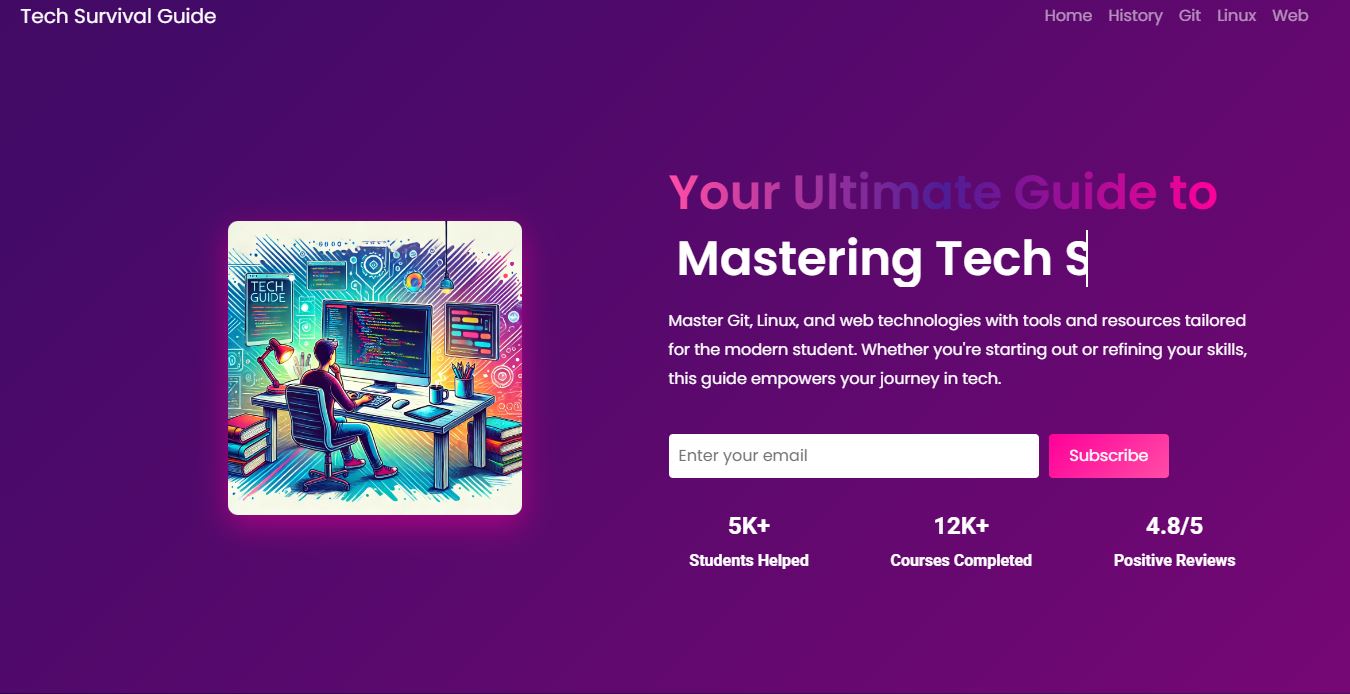 Tech Survival Guide
Home History Git Linux Web
Your Ultimate Guide to
Mastering Tech S
TECH
GUIDE
Master Git, Linux, and web technologies with tools and resources tailored
for the modern student. Whether you're starting out or refining your skills,
this guide empowers your journey in tech.
Enter your email
Subscribe
5K+ 12K+ 4.8/5
Students Helped Courses Completed Positive Reviews